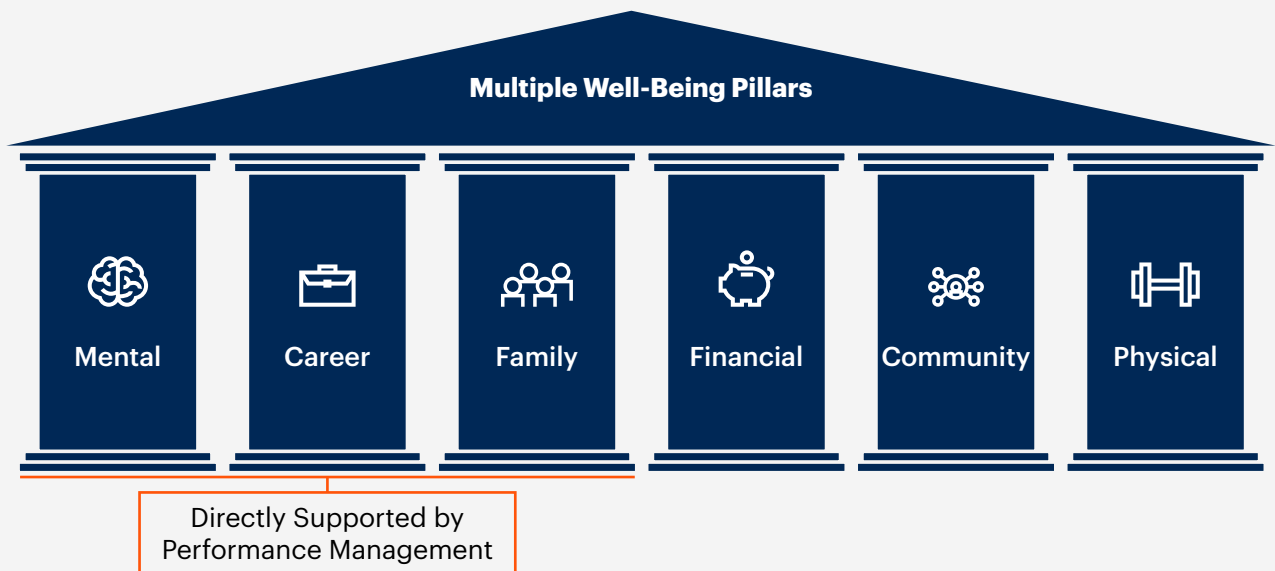 Multiple Well-Being Pillars
Mental
Career
Family
Financial
Community
Physical
Directly Supported by
Performance Management